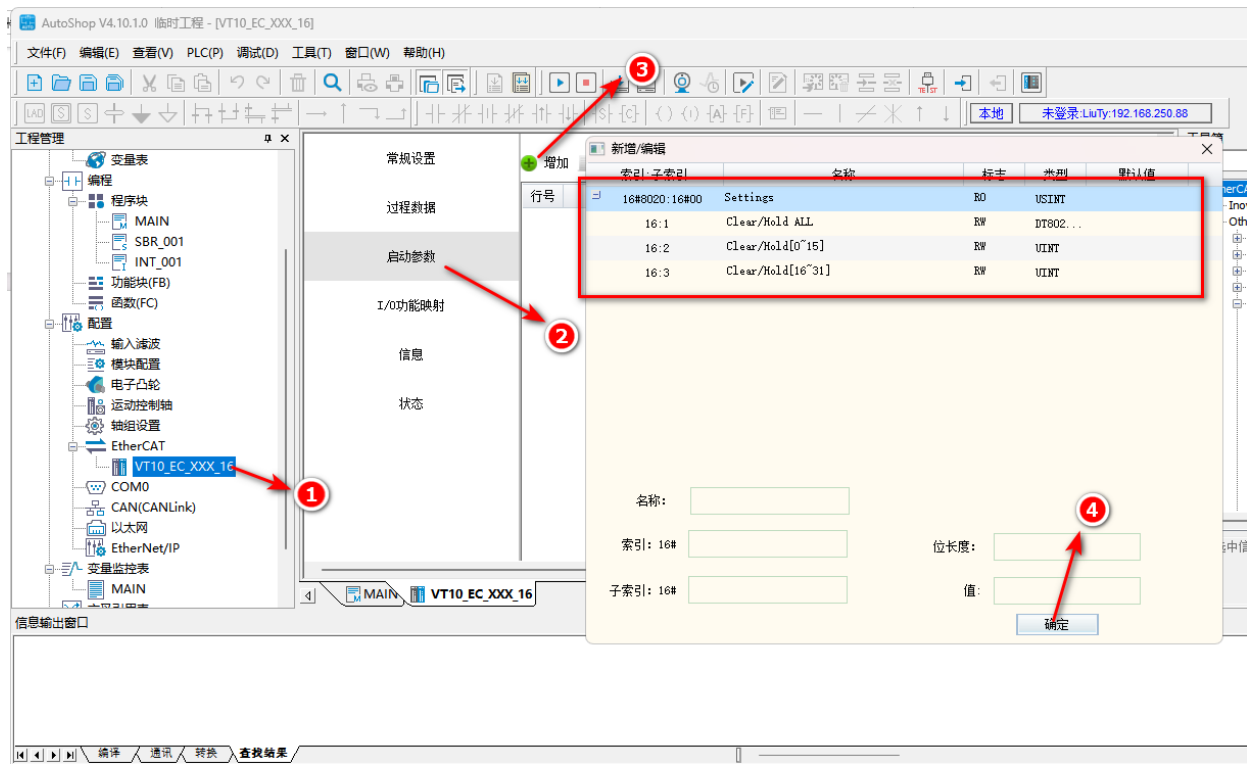 AutoShop V4.10.1.0 临时工程 - [VT10_EC_XXX_16]
文件(F) 编辑(E) 查看(V) PLC(P) 调试(D) 工具(T) 窗口(W) 帮助(H)
本地 未登录:LiuTy:192.168.250.88
工程管理
变量表
编程
程序块
MAIN
SBR_001
INT_001
功能块(FB)
函数(FC)
配置
输入滤波
模块配置
电子凸轮
运动控制轴
轴组设置
EtherCAT
VT10_EC_XXX_16
COM0
CAN(CANLink)
以太网
EtherNet/IP
变量监控表
MAIN
常规设置
过程数据
启动参数
I/O功能映射
信息
状态
1
2
3
4
增加
行号
新增/编辑
索引:子索引 名称 标志 类型 默认值
16#8020:16#00 Settings RO USINT
16:1 Clear/Hold ALL RW DT802...
16:2 Clear/Hold[0~15] RW UINT
16:3 Clear/Hold[16~31] RW UINT
名称：
索引：16# 位长度：
子索引：16# 值:
确定
MAIN VT10_EC_XXX_16
信息输出窗口
编译 通讯 转换 查找结果